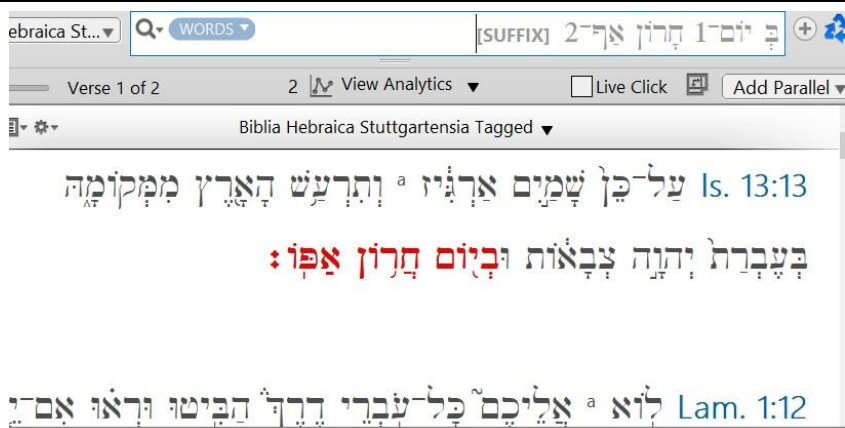 ebraica St... WORDS בְּ יוֹם־1 חָרוֹן אַף־2 [SUFFIX]
Verse 1 of 2 2 View Analytics Live Click Add Parallel
Biblia Hebraica Stuttgartensia Tagged
Is. 13:13 עַל־כֵּן֙ שָׁמַ֣יִם אַרְגִּ֔יז a וְתִרְעַ֥שׁ הָאָ֖רֶץ מִמְּקוֹמָ֑הּ
בְּעֶבְרַת֙ יְהוָ֣ה צְבָא֔וֹת וּבְי֖וֹם חֲר֥וֹן אַפּֽוֹ׃
Lam. 1:12 ל֣וֹא a אֲלֵיכֶם֮ כָּל־עֹ֣בְרֵי דֶרֶךְ֒ הַבִּ֣יטוּ וּרְא֗וּ אִם־יֵ